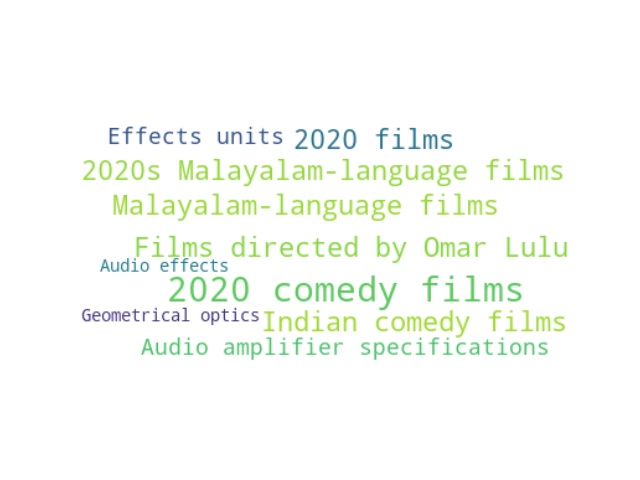 Effects units 2020 films
2020s Malayalam-language films
Malayalam-language films
Films directed by Omar Lulu
Audio effects
2020 comedy films
Geometrical optics Indian comedy films
Audio amplifier specifications